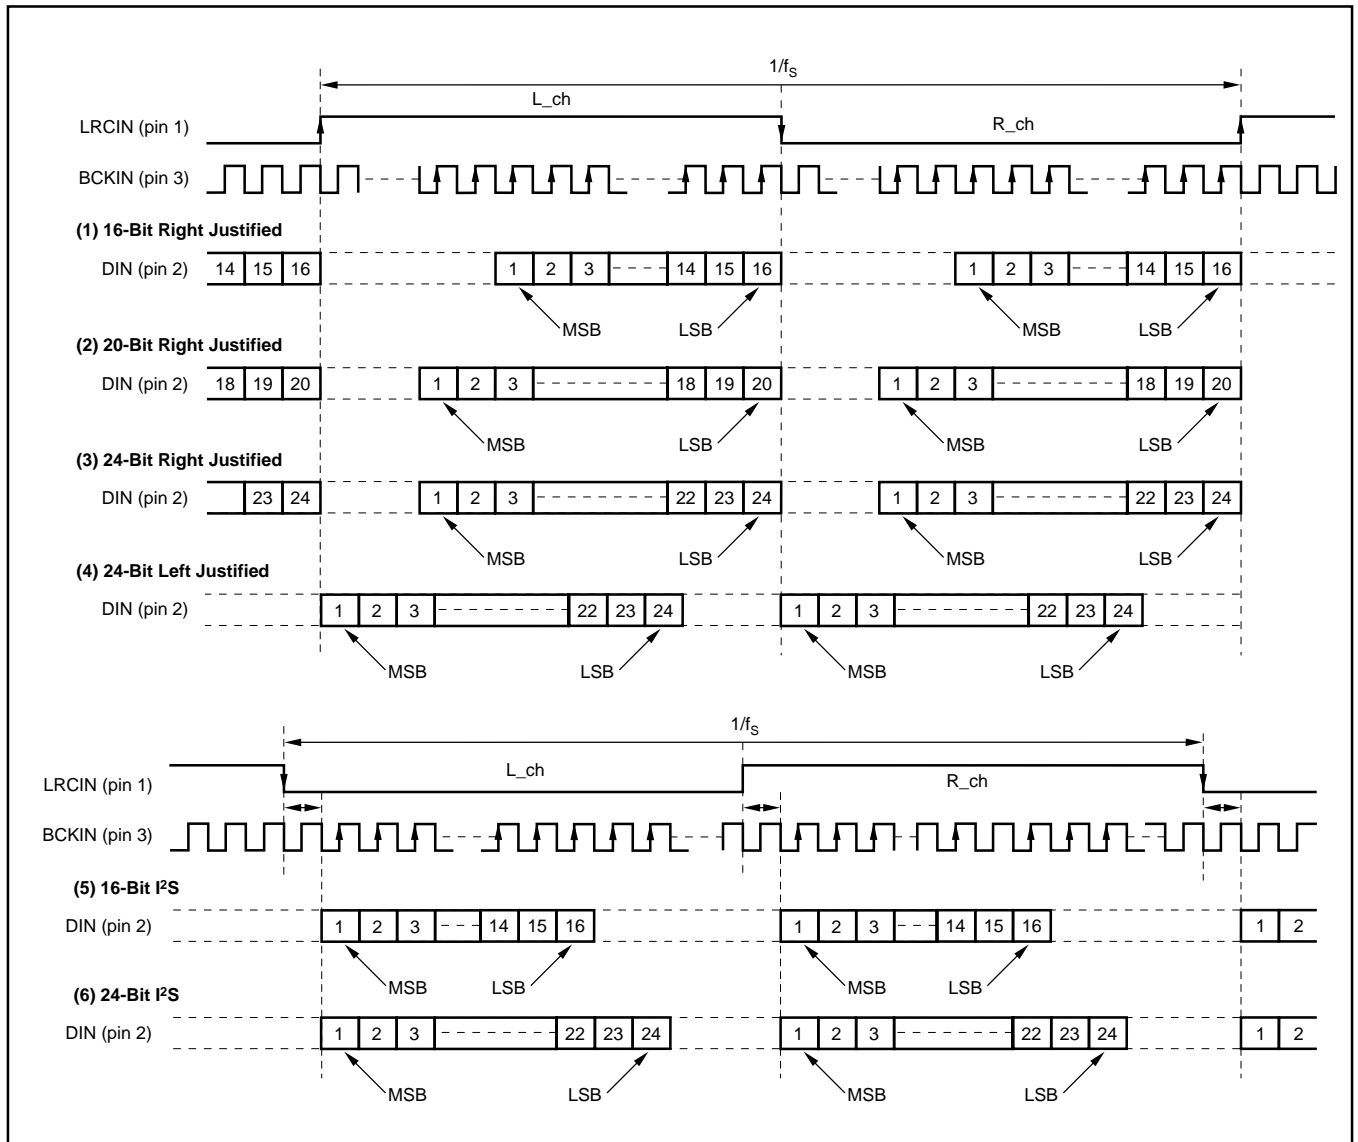 1/fS
L_ch
LRCIN (pin 1)
R_ch
BCKIN (pin 3)
(1) 16-Bit Right Justified
DIN (pin 2) 14 15 16 1 2 3 14 15 16 1 2 3 14 15 16
MSB LSB MSB LSB
(2) 20-Bit Right Justified
DIN (pin 2) 18 19 20 1 2 3 18 19 20 1 2 3 18 19 20
MSB LSB MSB LSB
(3) 24-Bit Right Justified
DIN (pin 2) 23 24 1 2 3 22 23 24 1 2 3 22 23 24
MSB LSB MSB LSB
(4) 24-Bit Left Justified
DIN (pin 2) 1 2 3 22 23 24 1 2 3 22 23 24
MSB LSB MSB LSB
1/fS
L_ch
LRCIN (pin 1)
R_ch
BCKIN (pin 3)
(5) 16-Bit I²S
DIN (pin 2) 1 2 3 14 15 16 1 2 3 14 15 16 1 2
MSB LSB MSB LSB
(6) 24-Bit I²S
DIN (pin 2) 1 2 3 22 23 24 1 2 3 22 23 24 1 2
MSB LSB MSB LSB